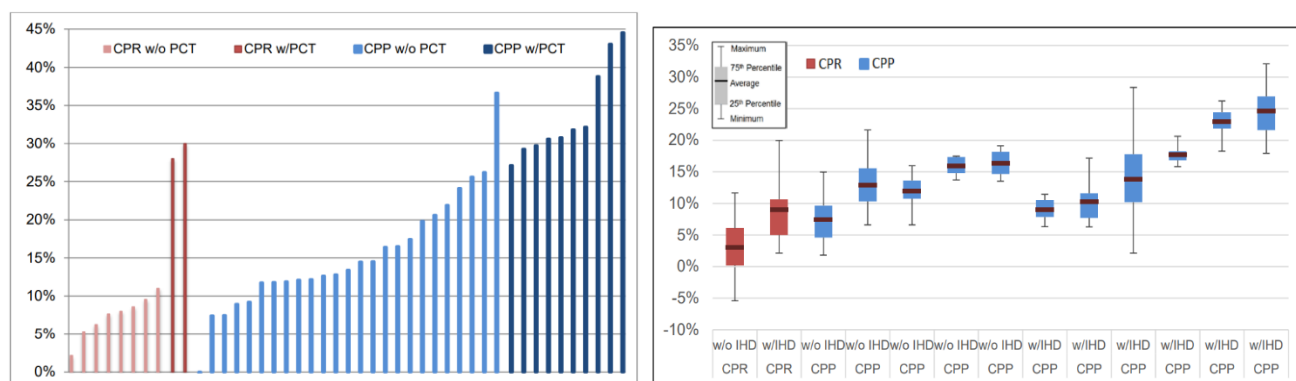 45%
40%
35%
30%
25%
20%
15%
10%
5%
0%
CPR w/o PCT CPR w/PCT CPP w/o PCT CPP w/PCT
35%
30%
25%
20%
15%
10%
5%
0%
-5%
-10%
Maximum
75th Percentile
Average
25th Percentile
Minimum
CPR CPP
w/o IHD w/IHD w/o IHD w/o IHD w/o IHD w/o IHD w/o IHD w/IHD w/IHD w/IHD w/IHD w/IHD w/IHD
CPR CPR CPP CPP CPP CPP CPP CPP CPP CPP CPP CPP CPP